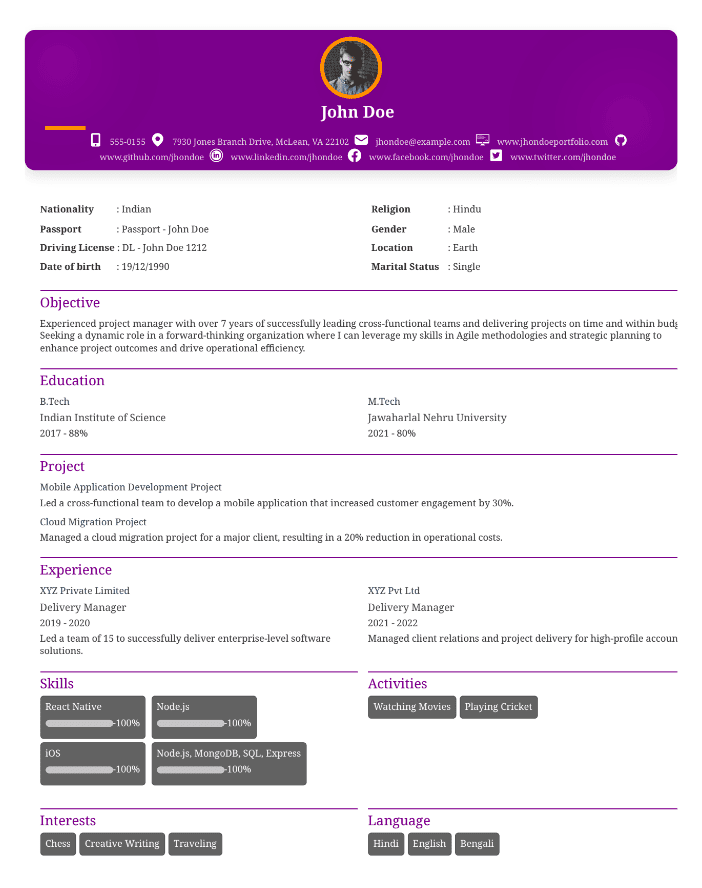 John Doe
555-0155 7930 Jones Branch Drive, McLean, VA 22102 jhondoe@example.com www.jhondoeportfolio.com
www.github.com/jhondoe www.linkedin.com/jhondoe www.facebook.com/jhondoe www.twitter.com/jhondoe
Nationality : Indian
Religion : Hindu
Passport : Passport - John Doe
Gender : Male
Driving License : DL - John Doe 1212
Location : Earth
Date of birth : 19/12/1990
Marital Status : Single
Objective
Experienced project manager with over 7 years of successfully leading cross-functional teams and delivering projects on time and within
Seeking a dynamic role in a forward-thinking organization where I can leverage my skills in Agile methodologies and strategic planning to
enhance project outcomes and drive operational efficiency.
Education
B.Tech
Indian Institute of Science
2017 - 88%
M.Tech
Jawaharlal Nehru University
2021 - 80%
Project
Mobile Application Development Project
Led a cross-functional team to develop a mobile application that increased customer engagement by 30%.
Cloud Migration Project
Managed a cloud migration project for a major client, resulting in a 20% reduction in operational costs.
Experience
XYZ Private Limited
Delivery Manager
2019 - 2020
Led a team of 15 to successfully deliver enterprise-level software
solutions.
XYZ Pvt Ltd
Delivery Manager
2021 - 2022
Managed client relations and project delivery for high-profile accoun
Skills
React Native
-100%
Node.js
-100%
iOS
-100%
Node.js, MongoDB, SQL, Express
-100%
Activities
Watching Movies
Playing Cricket
Interests
Chess
Creative Writing
Traveling
Language
Hindi
English
Bengali